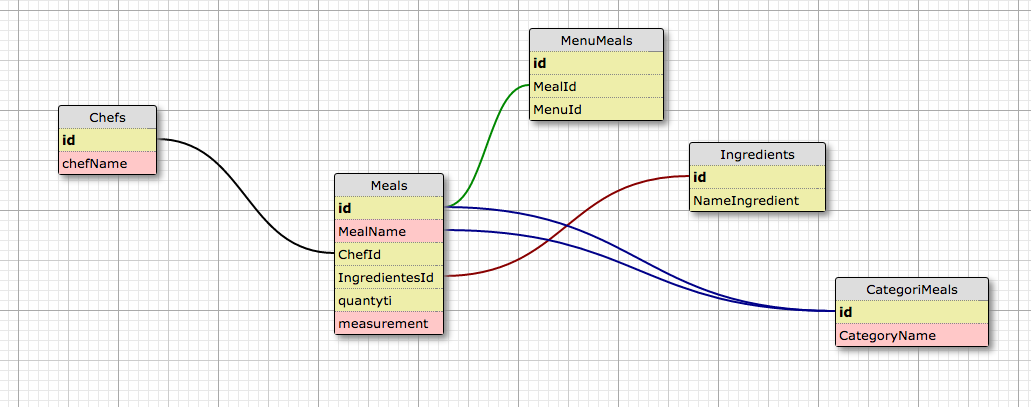 MenuMeals
id
MealId
MenuId
Chefs
id
chefName
Ingredients
id
NameIngredient
Meals
id
MealName
ChefId
IngredientesId
quantyti
measurement
CategoriMeals
id
CategoryName